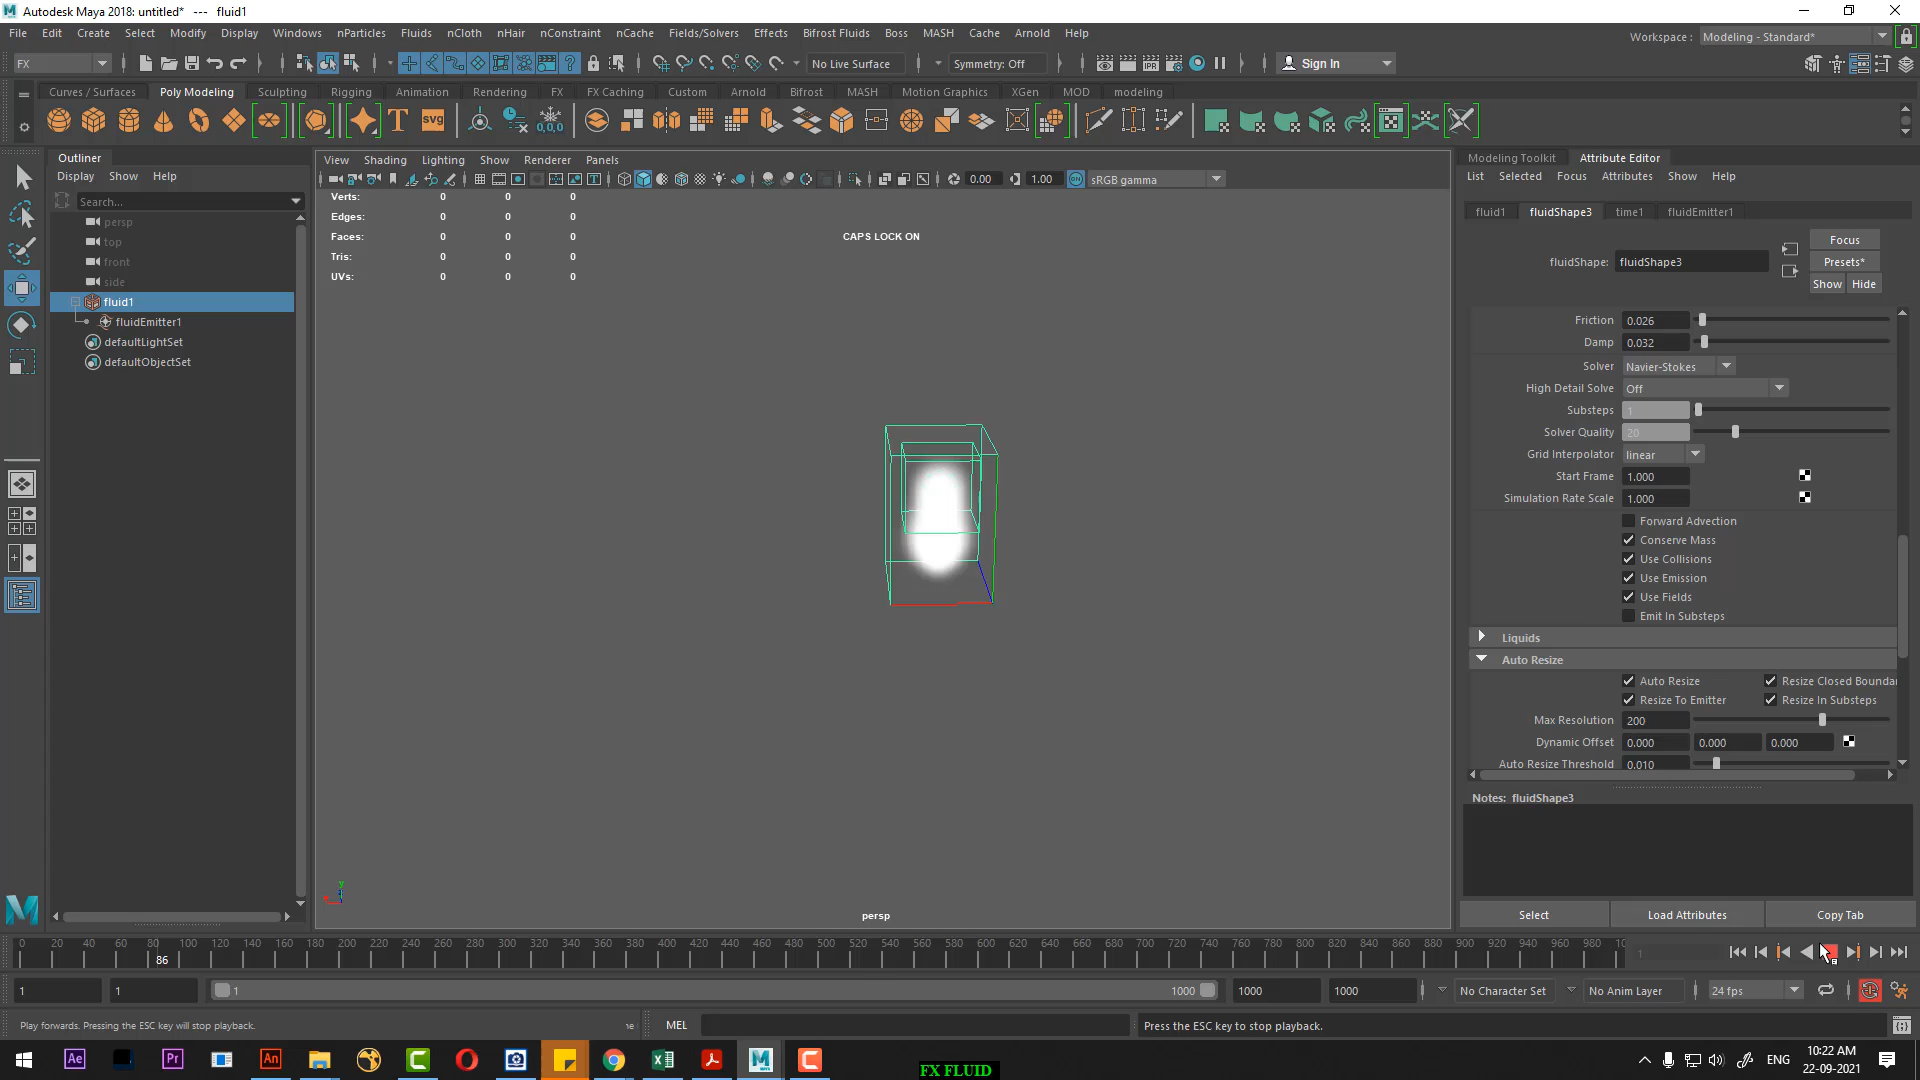 Autodesk Maya 2018: untitled*   ---   fluid1
File Edit Create Select Modify Display Windows nParticles Fluids nCloth nHair nConstraint nCache Fields/Solvers Effects Bifrost Fluids Boss MASH Cache Arnold Help
Workspace : Modeling - Standard*
FX
No Live Surface
Symmetry: Off
Sign In
Curves / Surfaces Poly Modeling Sculpting Rigging Animation Rendering FX FX Caching Custom Arnold Bifrost MASH Motion Graphics XGen MOD modeling
T svg
0,0,0
Outliner
Display Show Help
Search...
persp
top
front
side
fluid1
fluidEmitter1
defaultLightSet
defaultObjectSet
View Shading Lighting Show Renderer Panels
0.00 1.00 ON sRGB gamma
Verts: 0 0 0
Edges: 0 0 0
Faces: 0 0 0
Tris: 0 0 0
UVs: 0 0 0
CAPS LOCK ON
persp
Modeling Toolkit Attribute Editor
List Selected Focus Attributes Show Help
fluid1 fluidShape3 time1 fluidEmitter1
fluidShape: fluidShape3
Focus
Presets*
Show Hide
Friction 0.026
Damp 0.032
Solver Navier-Stokes
High Detail Solve Off
Substeps 1
Solver Quality 20
Grid Interpolator linear
Start Frame 1.000
Simulation Rate Scale 1.000
Forward Advection
Conserve Mass
Use Collisions
Use Emission
Use Fields
Emit In Substeps
Liquids
Auto Resize
Auto Resize Resize Closed Boundar
Resize To Emitter Resize In Substeps
Max Resolution 200
Dynamic Offset 0.000 0.000 0.000
Auto Resize Threshold 0.010
Notes: fluidShape3
Select Load Attributes Copy Tab
0 20 40 60 80 100 120 140 160 180 200 220 240 260 280 300 320 340 360 380 400 420 440 460 480 500 520 540 560 580 600 620 640 660 680 700 720 740 760 780 800 820 840 860 880 900 920 940 960 980 10
86
1
1 1 1 1000 1000 1000 No Character Set No Anim Layer 24 fps
Play forwards. Pressing the ESC key will stop playback. MEL Press the ESC key to stop playback.
Ae Pr An
FX FLUID
ENG
10:22 AM
22-09-2021